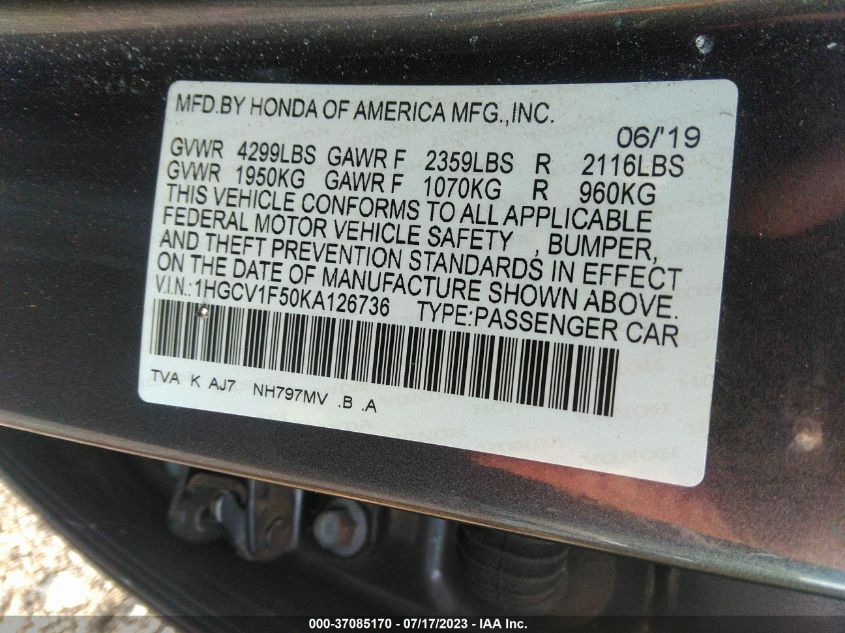 MFD.BY HONDA OF AMERICA MFG.,INC.
06/'19
GVWR 4299LBS GAWR F 2359LBS R 2116LBS
GVWR 1950KG GAWR F 1070KG R 960KG
THIS VEHICLE CONFORMS TO ALL APPLICABLE
FEDERAL MOTOR VEHICLE SAFETY , BUMPER,
AND THEFT PREVENTION STANDARDS IN EFFECT
ON THE DATE OF MANUFACTURE SHOWN ABOVE.
V.I.N.:1HGCV1F50KA126736 TYPE:PASSENGER CAR
TVA K AJ7 NH797MV .B .A
000-37085170 / 07/17/2023 - IAA Inc.